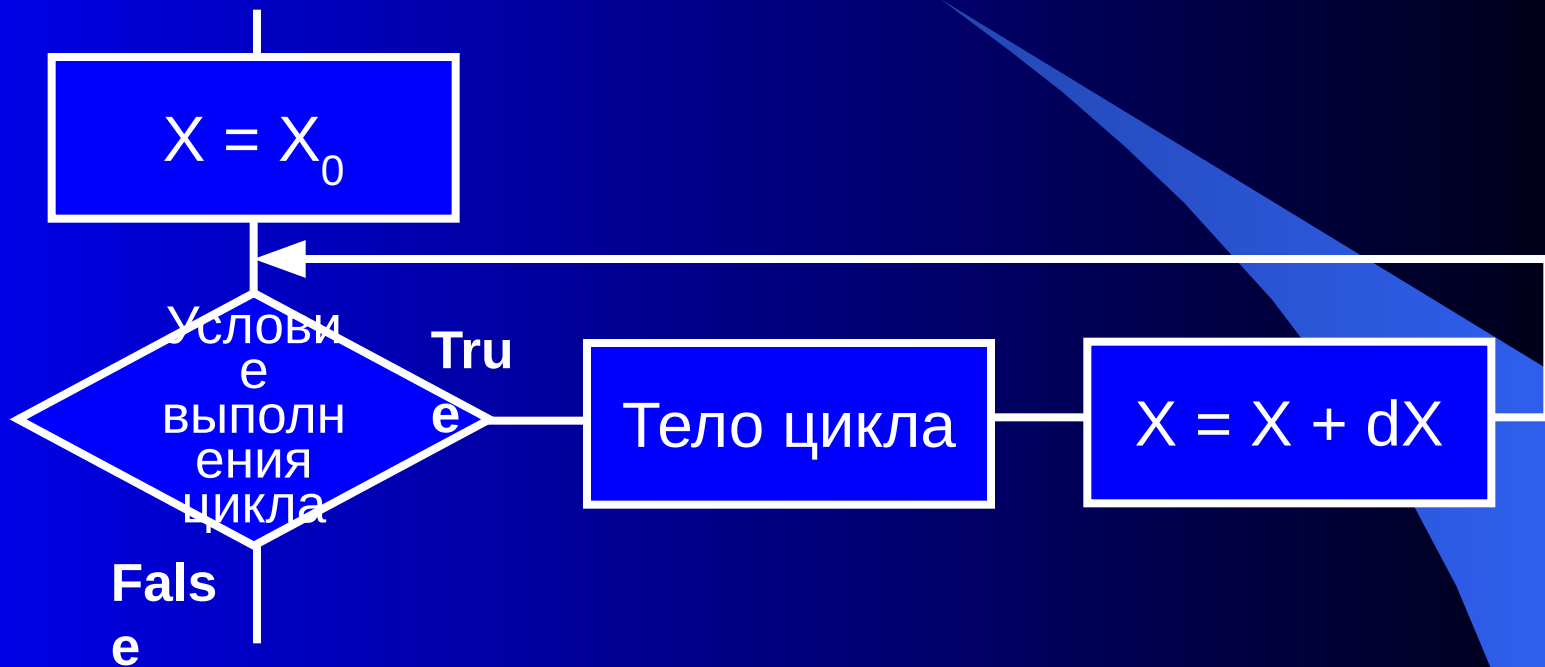 X = X₀
Услови
е
выполн
ения
цикла
Tru
e
Тело цикла
X = X + dX
Fals
e